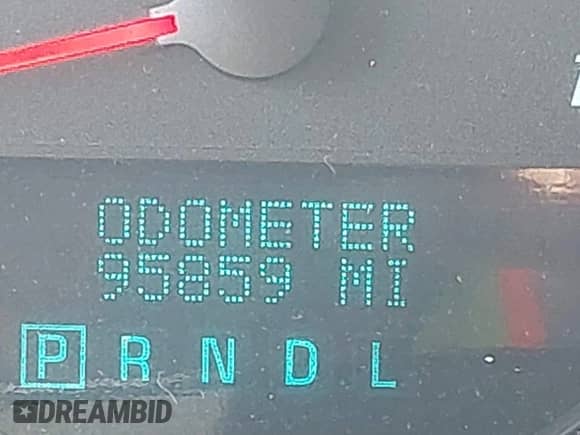 ODOMETER
95859 MI
P R N D L
DREAMBID